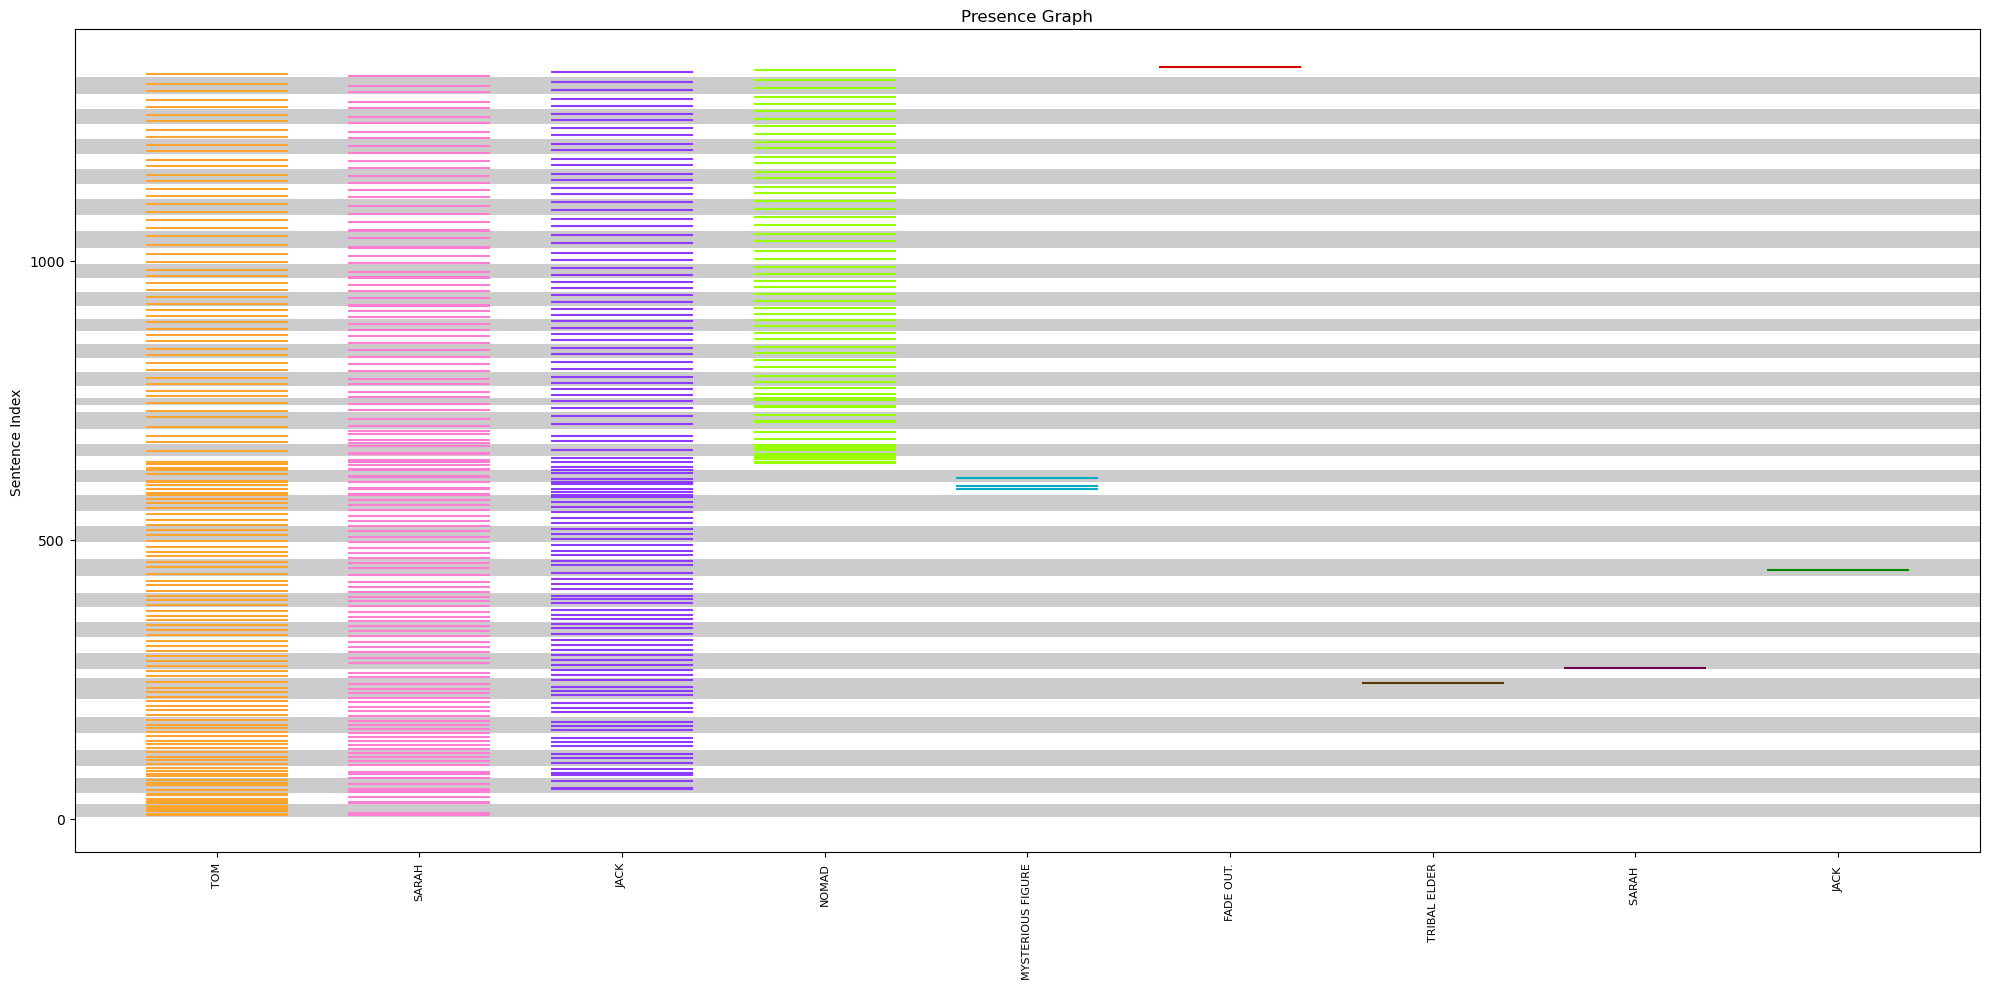 Presence Graph
1000
500
0
Sentence Index
TOM
SARAH
JACK
NOMAD
MYSTERIOUS FIGURE
FADE OUT.
TRIBAL ELDER
SARAH
JACK